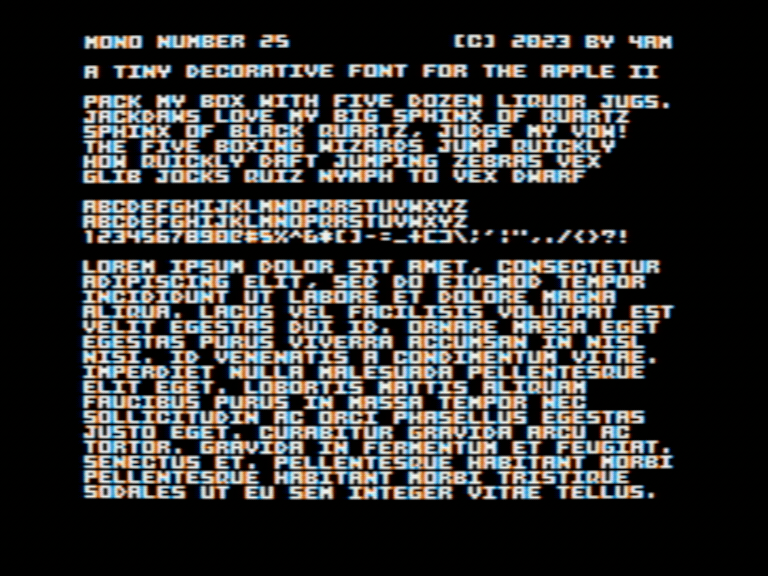 MONO NUMBER 25 (C) 2023 BY 4AM
A TINY DECORATIVE FONT FOR THE APPLE II
PACK MY BOX WITH FIVE DOZEN LIQUOR JUGS.
JACKDAWS LOVE MY BIG SPHINX OF QUARTZ
SPHINX OF BLACK QUARTZ, JUDGE MY VOW!
THE FIVE BOXING WIZARDS JUMP QUICKLY
HOW QUICKLY DAFT JUMPING ZEBRAS VEX
GLIB JOCKS QUIZ NYMPH TO VEX DWARF
ABCDEFGHIJKLMNOPQRSTUVWXYZ
ABCDEFGHIJKLMNOPQRSTUVWXYZ
1234567890@#$%^&*()-=_+[]\;':",./<>?!
LOREM IPSUM DOLOR SIT AMET, CONSECTETUR
ADIPISCING ELIT, SED DO EIUSMOD TEMPOR
INCIDIDUNT UT LABORE ET DOLORE MAGNA
ALIQUA. LACUS VEL FACILISIS VOLUTPAT EST
VELIT EGESTAS DUI ID. ORNARE MASSA EGET
EGESTAS PURUS VIVERRA ACCUMSAN IN NISL
NISI. ID VENENATIS A CONDIMENTUM VITAE.
IMPERDIET NULLA MALESUADA PELLENTESQUE
ELIT EGET. LOBORTIS MATTIS ALIQUAM
FAUCIBUS PURUS IN MASSA TEMPOR NEC
SOLLICITUDIN AC ORCI PHASELLUS EGESTAS
JUSTO EGET. CURABITUR GRAVIDA ARCU AC
TORTOR. GRAVIDA IN FERMENTUM ET FEUGIAT.
SENECTUS ET. PELLENTESQUE HABITANT MORBI
PELLENTESQUE HABITANT MORBI TRISTIQUE
SODALES UT EU SEM INTEGER VITAE TELLUS.